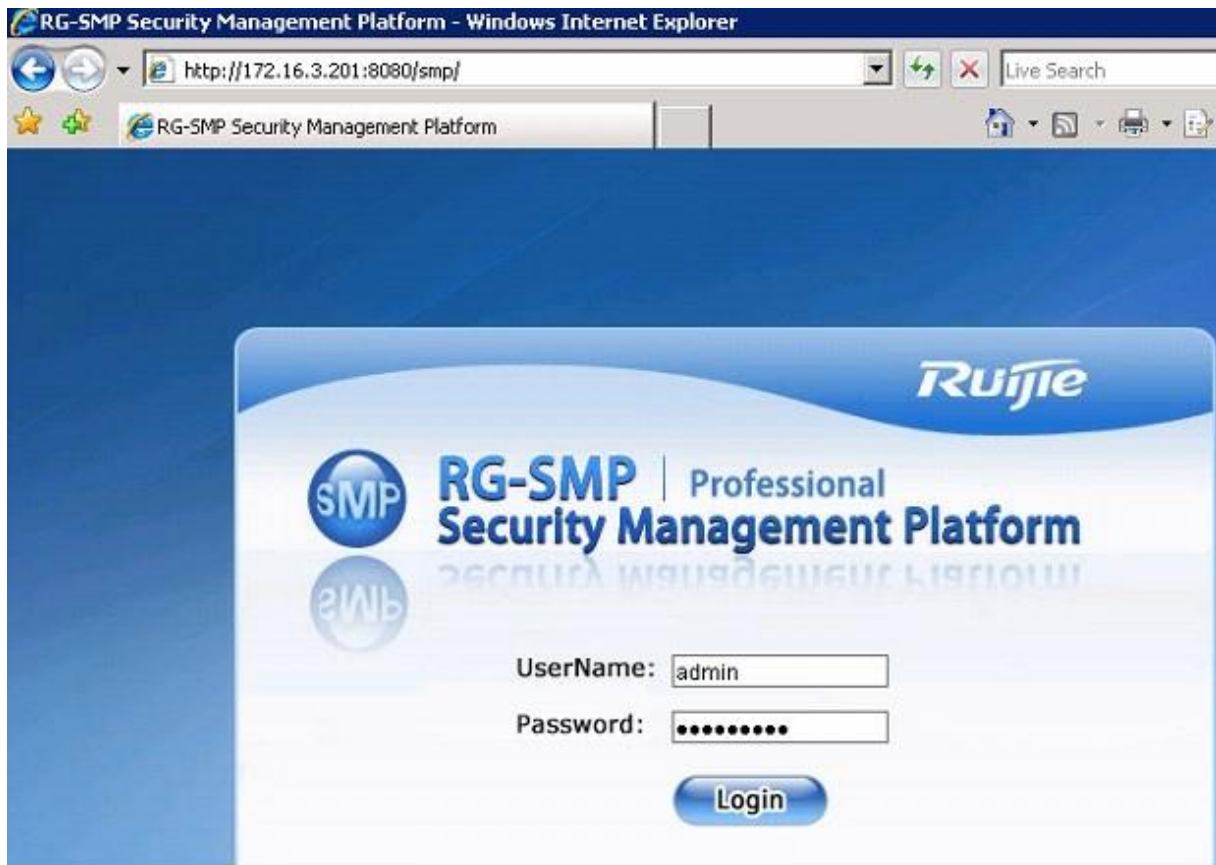 RG-SMP Security Management Platform - Windows Internet Explorer
http://172.16.3.201:8080/smp/
Live Search
RG-SMP Security Management Platform
Ruijie
SMP
RG-SMP | Professional
Security Management Platform
UserName: admin
Password: •••••••••
Login